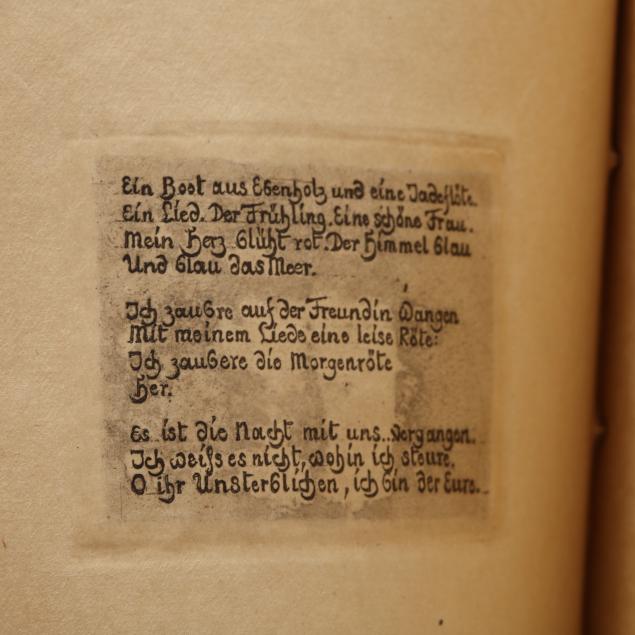 Ein Boot aus Ebenholz und eine Jadeflöte.
Ein Lied. Der Frühling. Eine schöne Frau.
Mein Herz blüht rot. Der Himmel blau
Und blau das Meer.
Ich zaubre auf der Freundin Wangen
Mit meinem Liede eine leise Röte:
Ich zaubere die Morgenröte
Her.
Es ist die Nacht mit uns..vergangen.
Ich weiß es nicht, wohin ich steure.
O ihr Unsterblichen, ich bin der Eure.